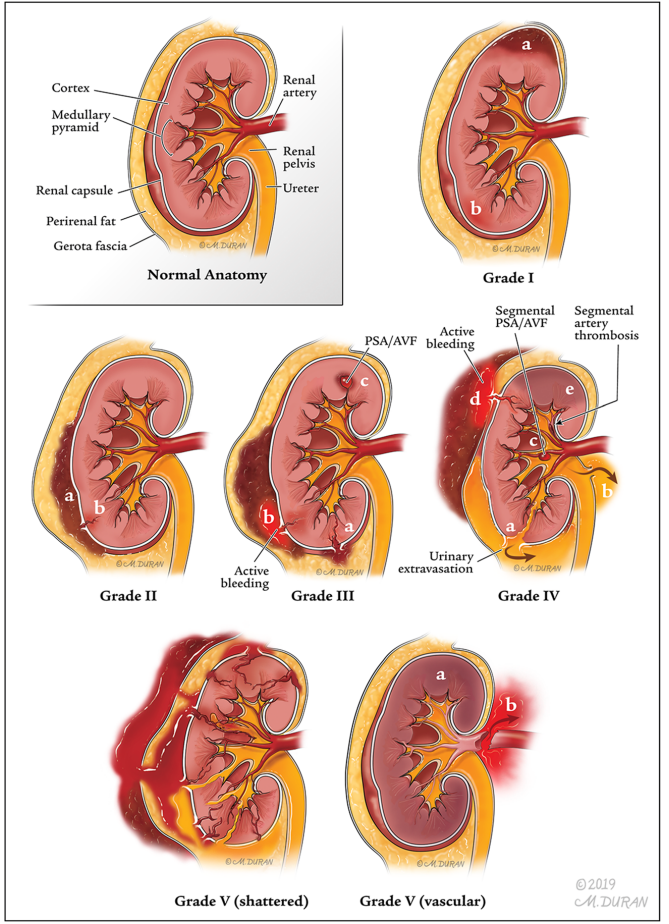 Cortex
Medullary
pyramid
Renal capsule
Perirenal fat
Gerota fascia
Renal
artery
Renal
pelvis
Ureter
©M.DURAN
Normal Anatomy
a
b
©M.DURAN
Grade I
a
b
©M.DURAN
Grade II
PSA/AVF
c
b
a
Active
bleeding
©M.DURAN
Grade III
Active
bleeding
Segmental
PSA/AVF
Segmental
artery
thrombosis
d
e
c
b
a
Urinary
extravasation
©M.DURAN
Grade IV
©M.DURAN
Grade V (shattered)
a
b
©M.DURAN
Grade V (vascular)
©2019
M.DURAN